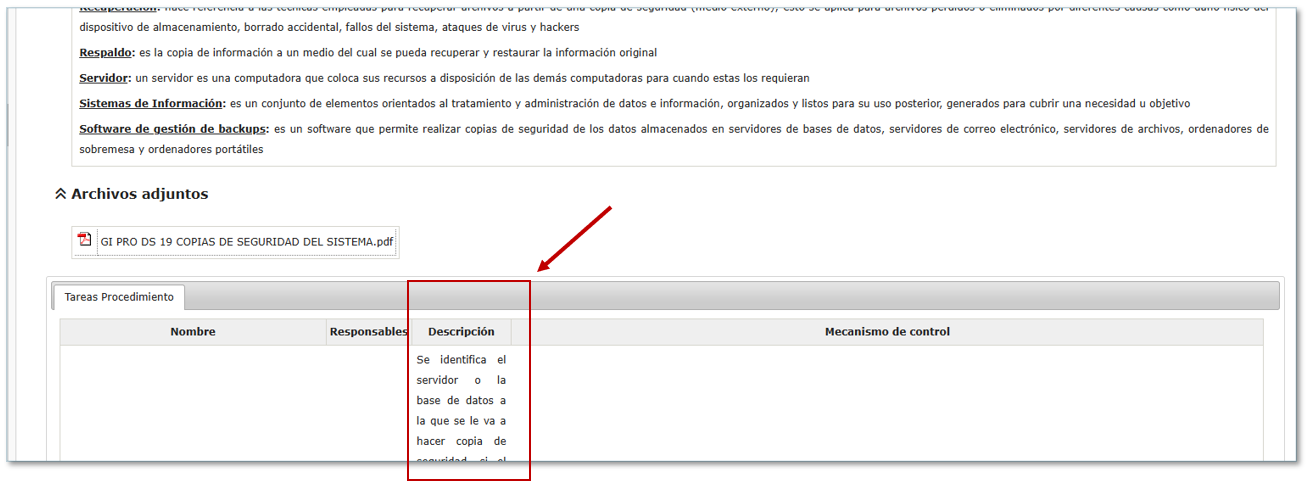 Recuperación: hace referencia a las técnicas empleadas para recuperar archivos a partir de una copia de seguridad (medio externo), esto se aplica para archivos perdidos o eliminados por diferentes causas como daño físico del
dispositivo de almacenamiento, borrado accidental, fallos del sistema, ataques de virus y hackers
Respaldo: es la copia de información a un medio del cual se pueda recuperar y restaurar la información original
Servidor: un servidor es una computadora que coloca sus recursos a disposición de las demás computadoras para cuando estas los requieran
Sistemas de Información: es un conjunto de elementos orientados al tratamiento y administración de datos e información, organizados y listos para su uso posterior, generados para cubrir una necesidad u objetivo
Software de gestión de backups: es un software que permite realizar copias de seguridad de los datos almacenados en servidores de bases de datos, servidores de correo electrónico, servidores de archivos, ordenadores de
sobremesa y ordenadores portátiles
Archivos adjuntos
GI PRO DS 19 COPIAS DE SEGURIDAD DEL SISTEMA.pdf
Tareas Procedimiento
Nombre Responsables Descripción Mecanismo de control
Se identifica el
servidor o la
base de datos a
la que se le va a
hacer copia de
seguridad, si el